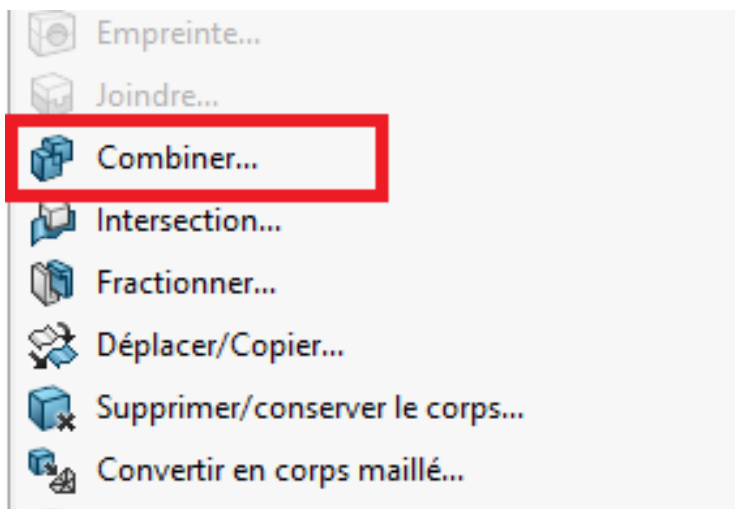 Empreinte...
Joindre...
Combiner...
Intersection...
Fractionner...
Déplacer/Copier...
Supprimer/conserver le corps...
Convertir en corps maillé...